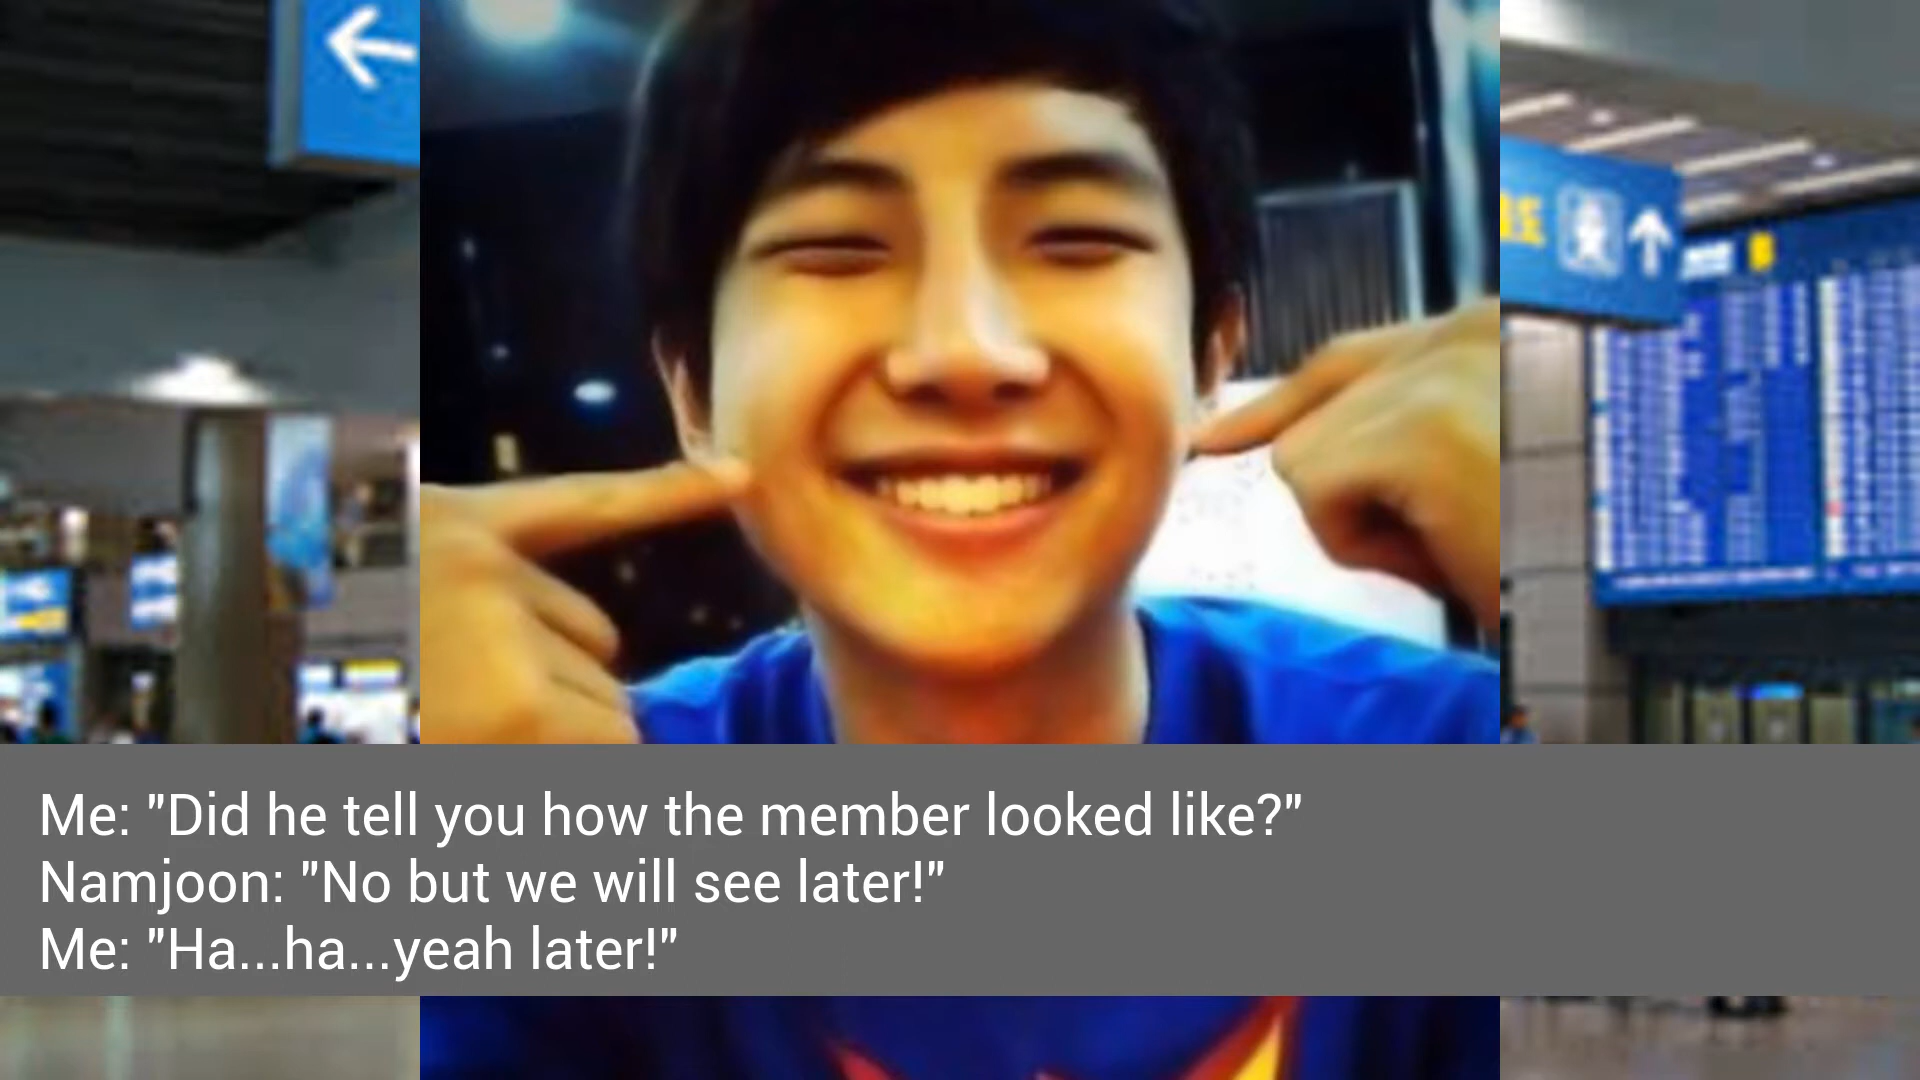 Me: "Did he tell you how the member looked like?"
Namjoon: "No but we will see later!"
Me: "Ha...ha...yeah later!"